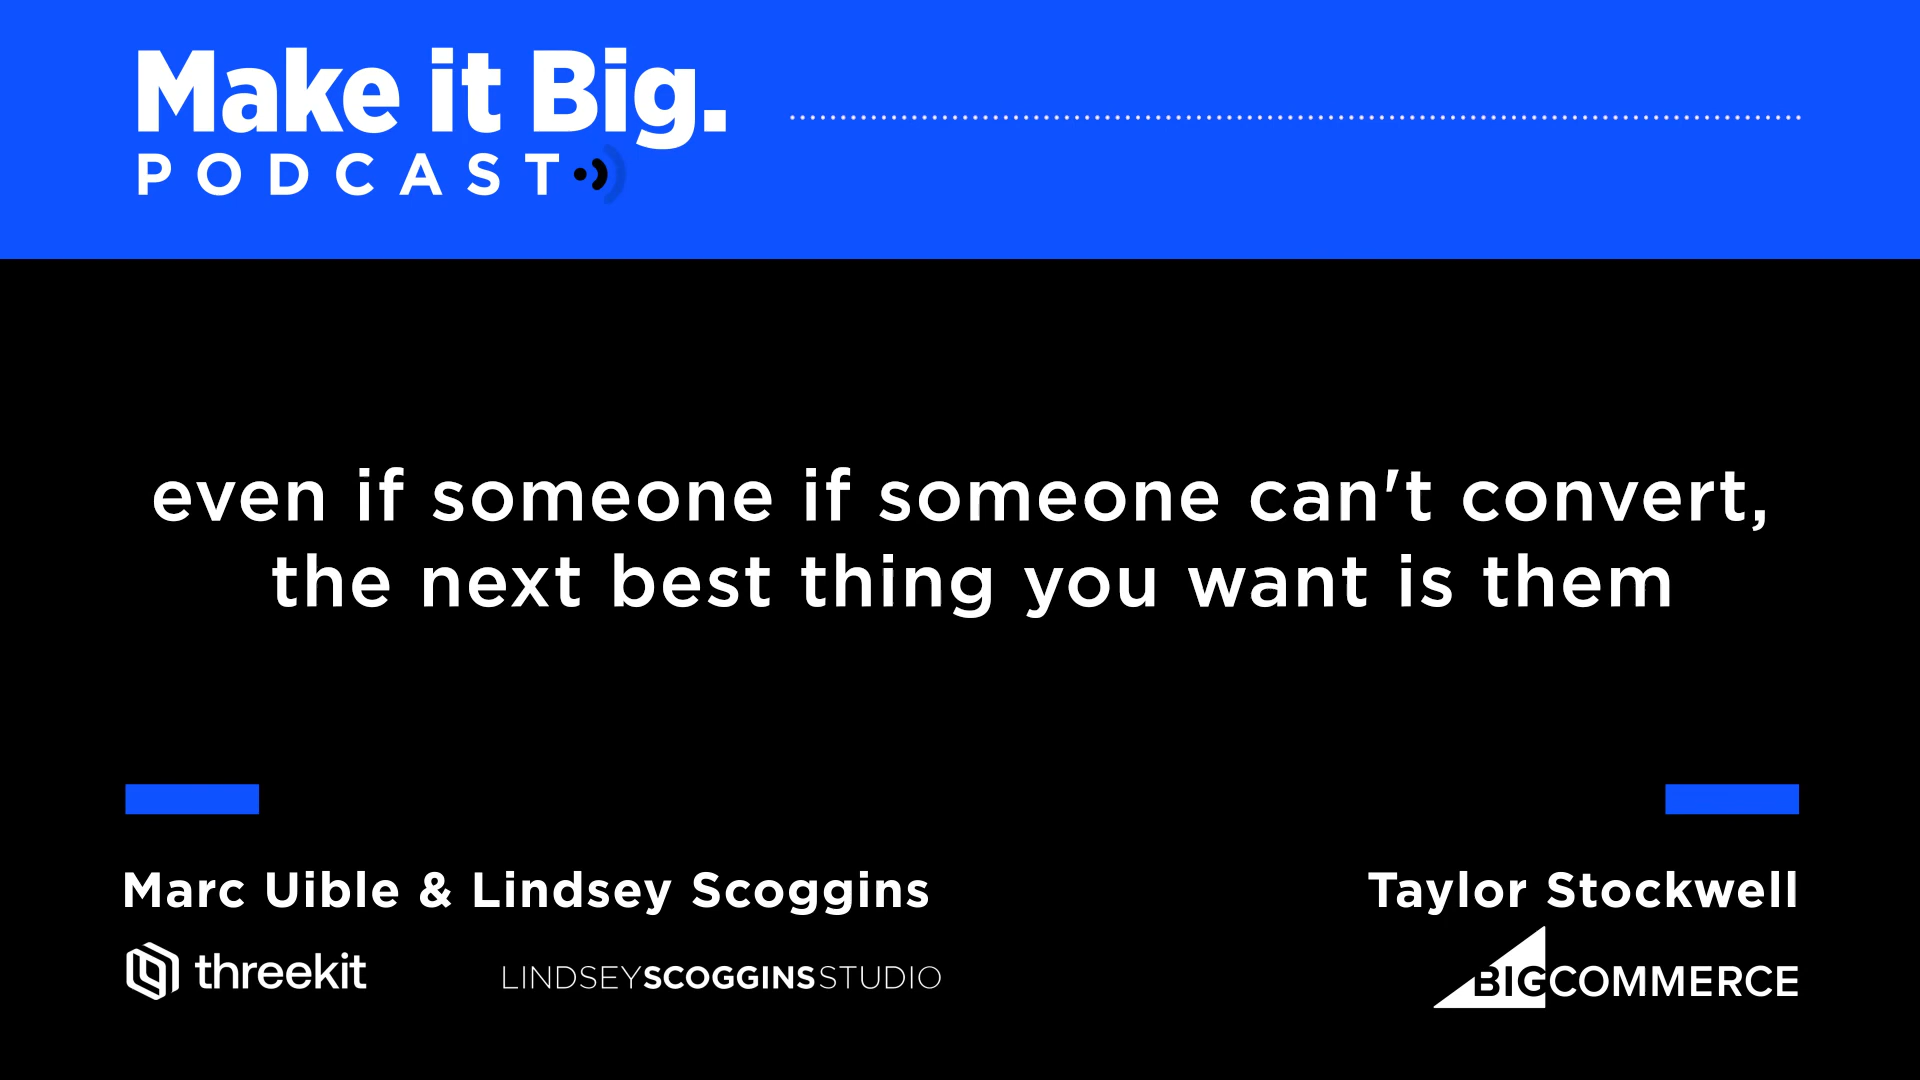 Make it Big.
PODCAST
even if someone if someone can't convert,
the next best thing you want is them
Marc Uible & Lindsey Scoggins
Taylor Stockwell
threekit
LINDSEYSCOGGINSSTUDIO
BIGCOMMERCE